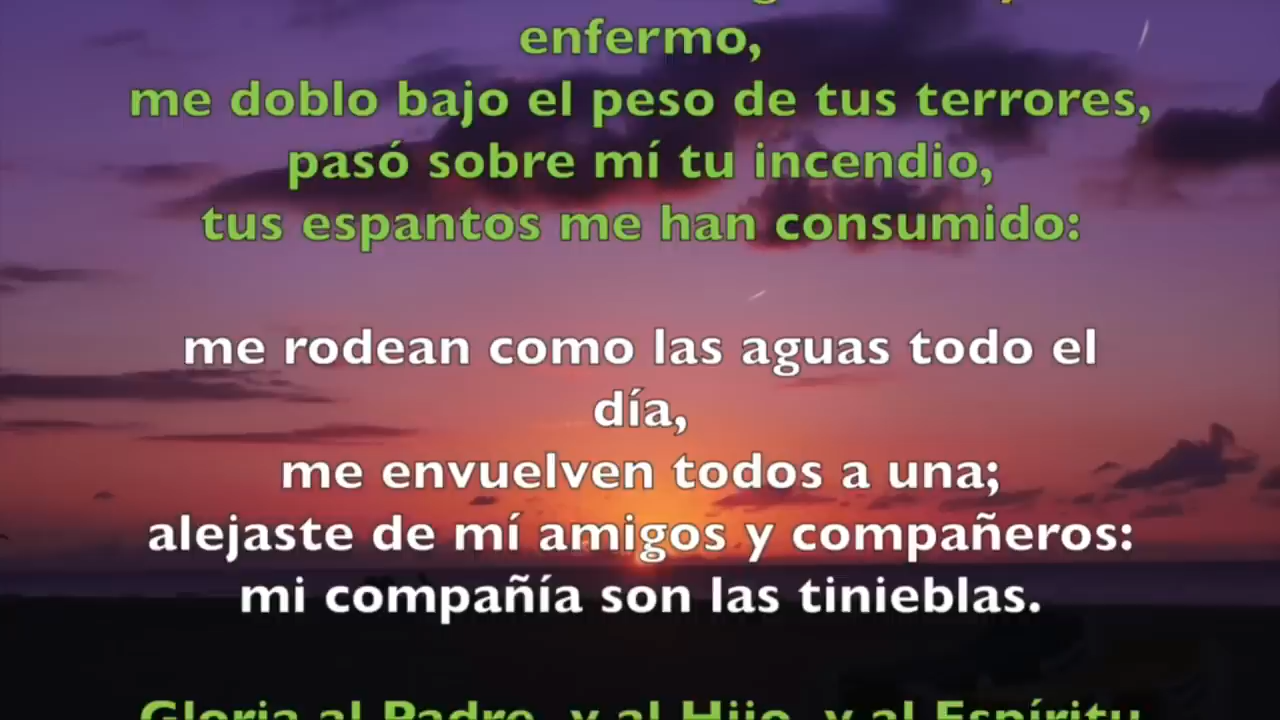 enfermo,
me doblo bajo el peso de tus terrores,
pasó sobre mí tu incendio,
tus espantos me han consumido:
me rodean como las aguas todo el
día,
me envuelven todos a una;
alejaste de mí amigos y compañeros:
mi compañía son las tinieblas.
Gloria al Padre, y al Hijo, y al Espíritu